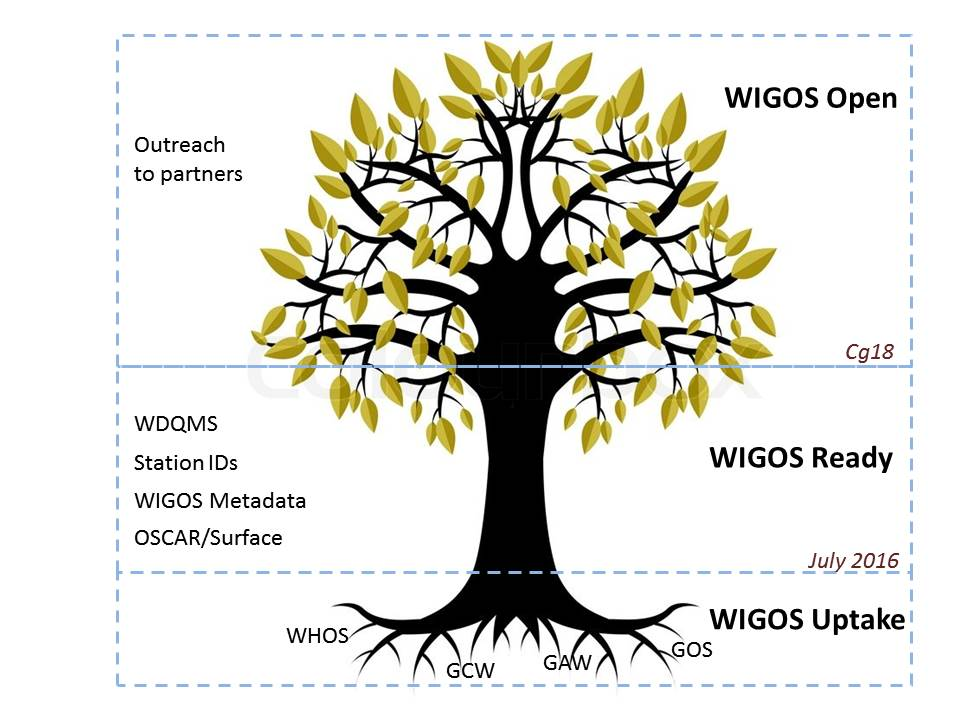 WIGOS Open
Outreach
to partners
Cg18
colourbox
WDQMS
Station IDs
WIGOS Metadata
OSCAR/Surface
WIGOS Ready
July 2016
WIGOS Uptake
WHOS
GCW
GAW
GOS